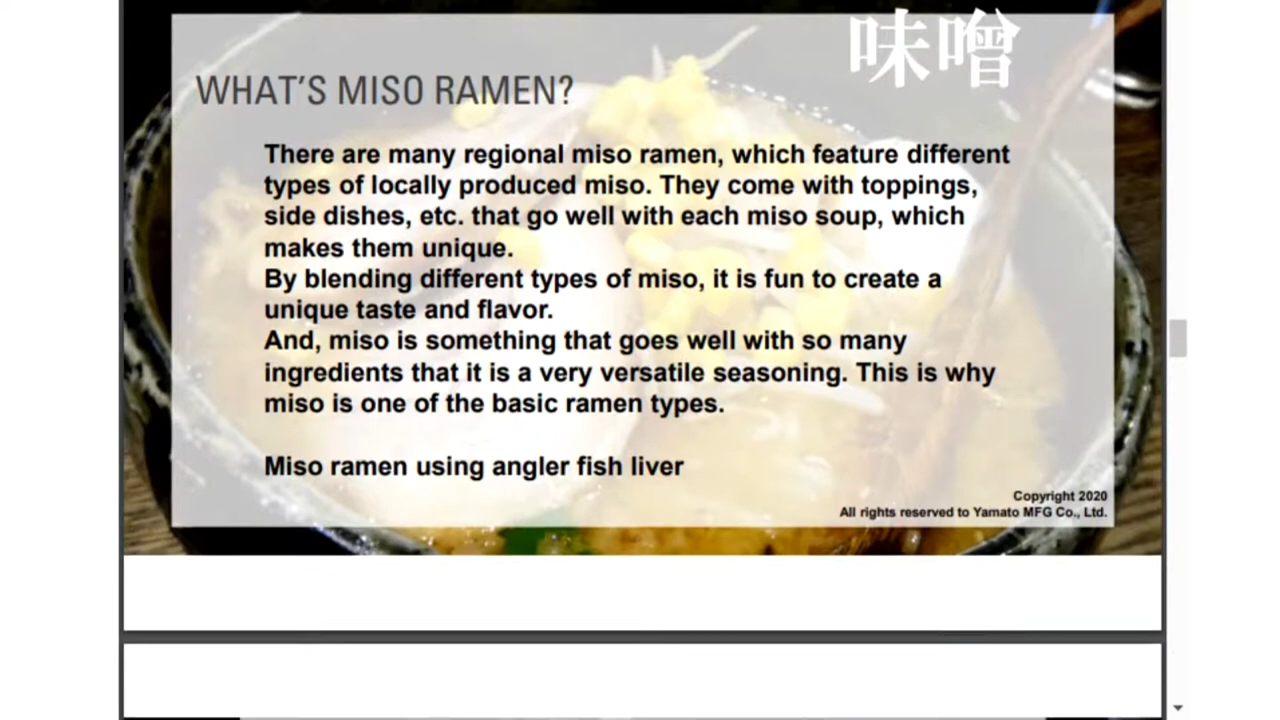 味噌
WHAT'S MISO RAMEN?
There are many regional miso ramen, which feature different
types of locally produced miso. They come with toppings,
side dishes, etc. that go well with each miso soup, which
makes them unique.
By blending different types of miso, it is fun to create a
unique taste and flavor.
And, miso is something that goes well with so many
ingredients that it is a very versatile seasoning. This is why
miso is one of the basic ramen types.
Miso ramen using angler fish liver
Copyright 2020
All rights reserved to Yamato MFG Co., Ltd.